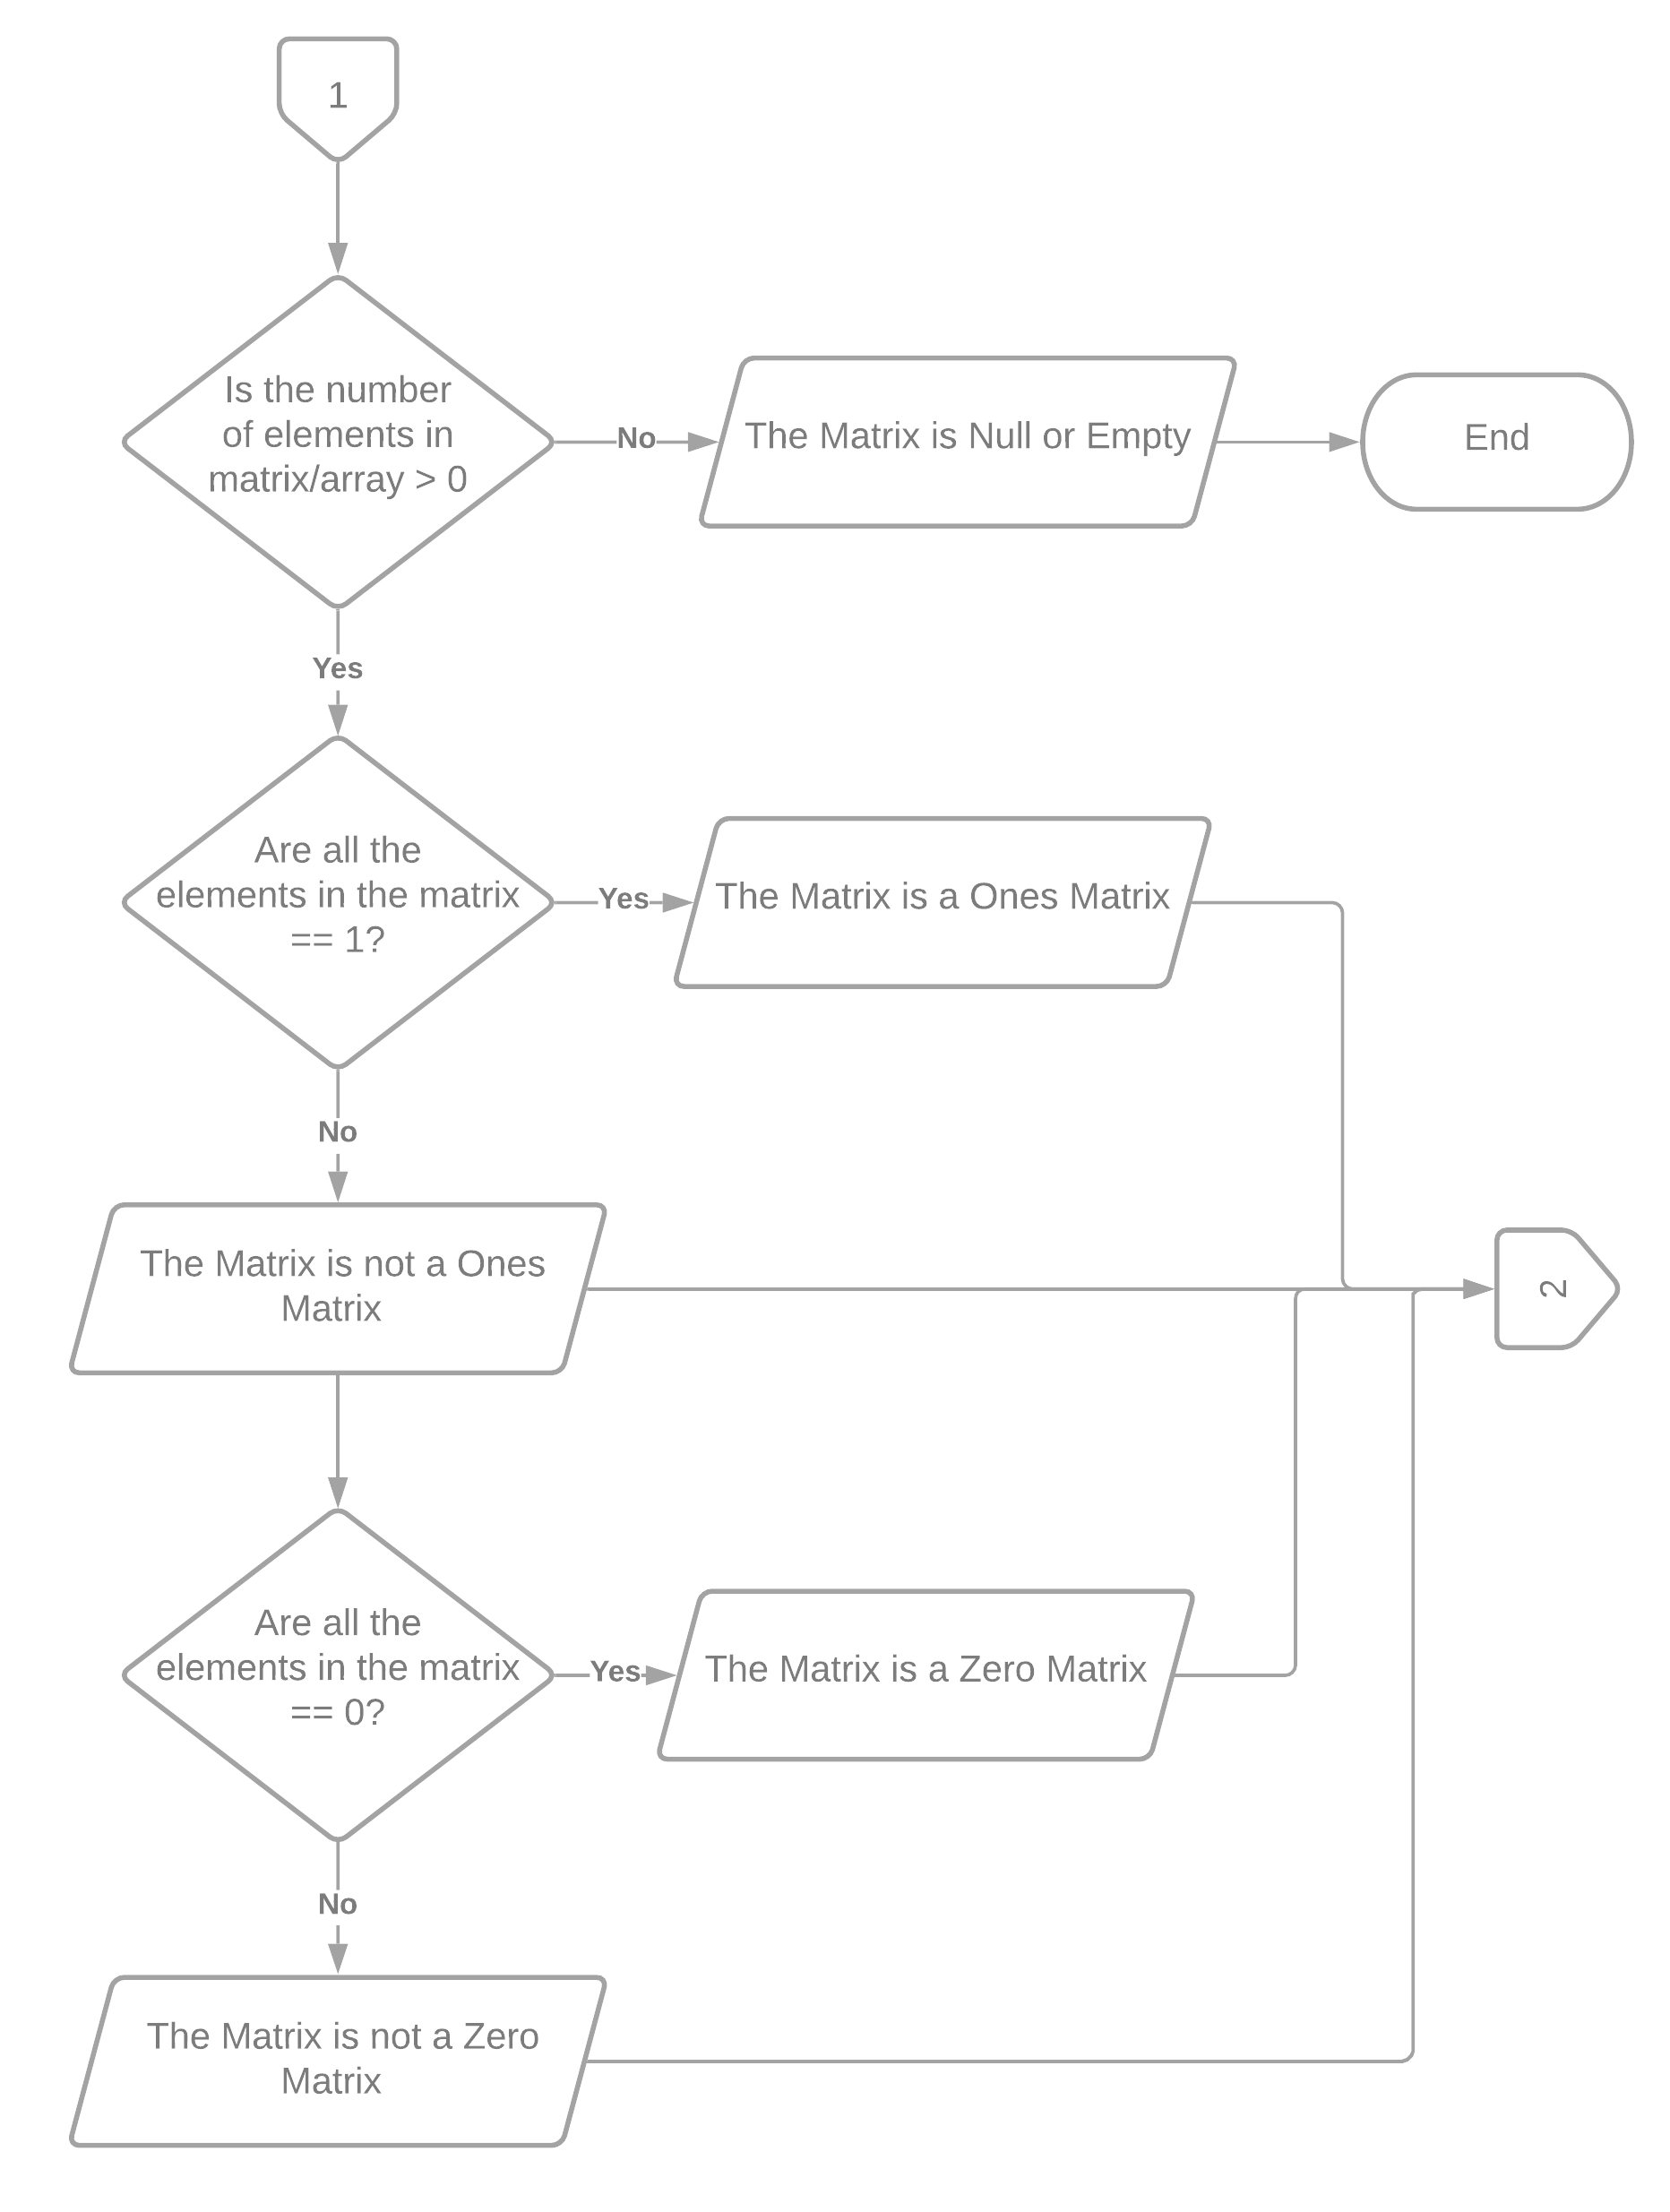 1
Is the number
of elements in
matrix/array > 0
No
The Matrix is Null or Empty
End
Yes
Are all the
elements in the matrix
== 1?
Yes
The Matrix is a Ones Matrix
No
The Matrix is not a Ones
Matrix
2
Are all the
elements in the matrix
== 0?
Yes
The Matrix is a Zero Matrix
No
The Matrix is not a Zero
Matrix